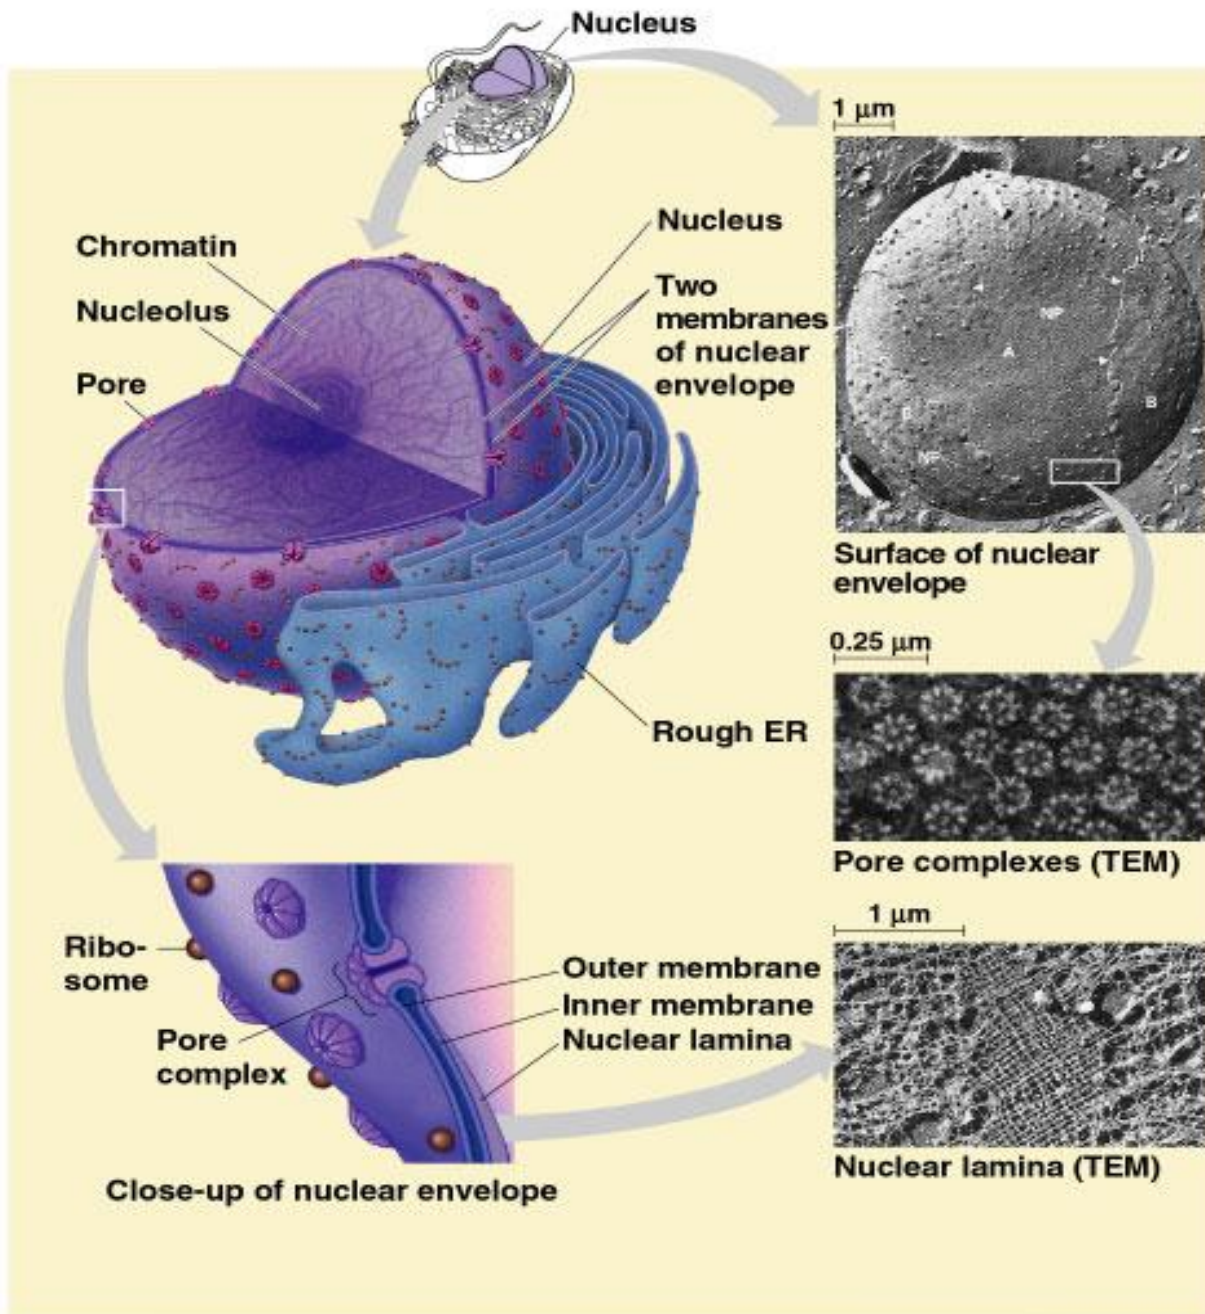 Nucleus
1 μm
Chromatin
Nucleolus
Pore
Nucleus
Two
membranes
of nuclear
envelope
NP
A
B
NP
Surface of nuclear
envelope
0.25 μm
Rough ER
Pore complexes (TEM)
1 μm
Ribo-
some
Pore
complex
Outer membrane
Inner membrane
Nuclear lamina
Close-up of nuclear envelope
Nuclear lamina (TEM)